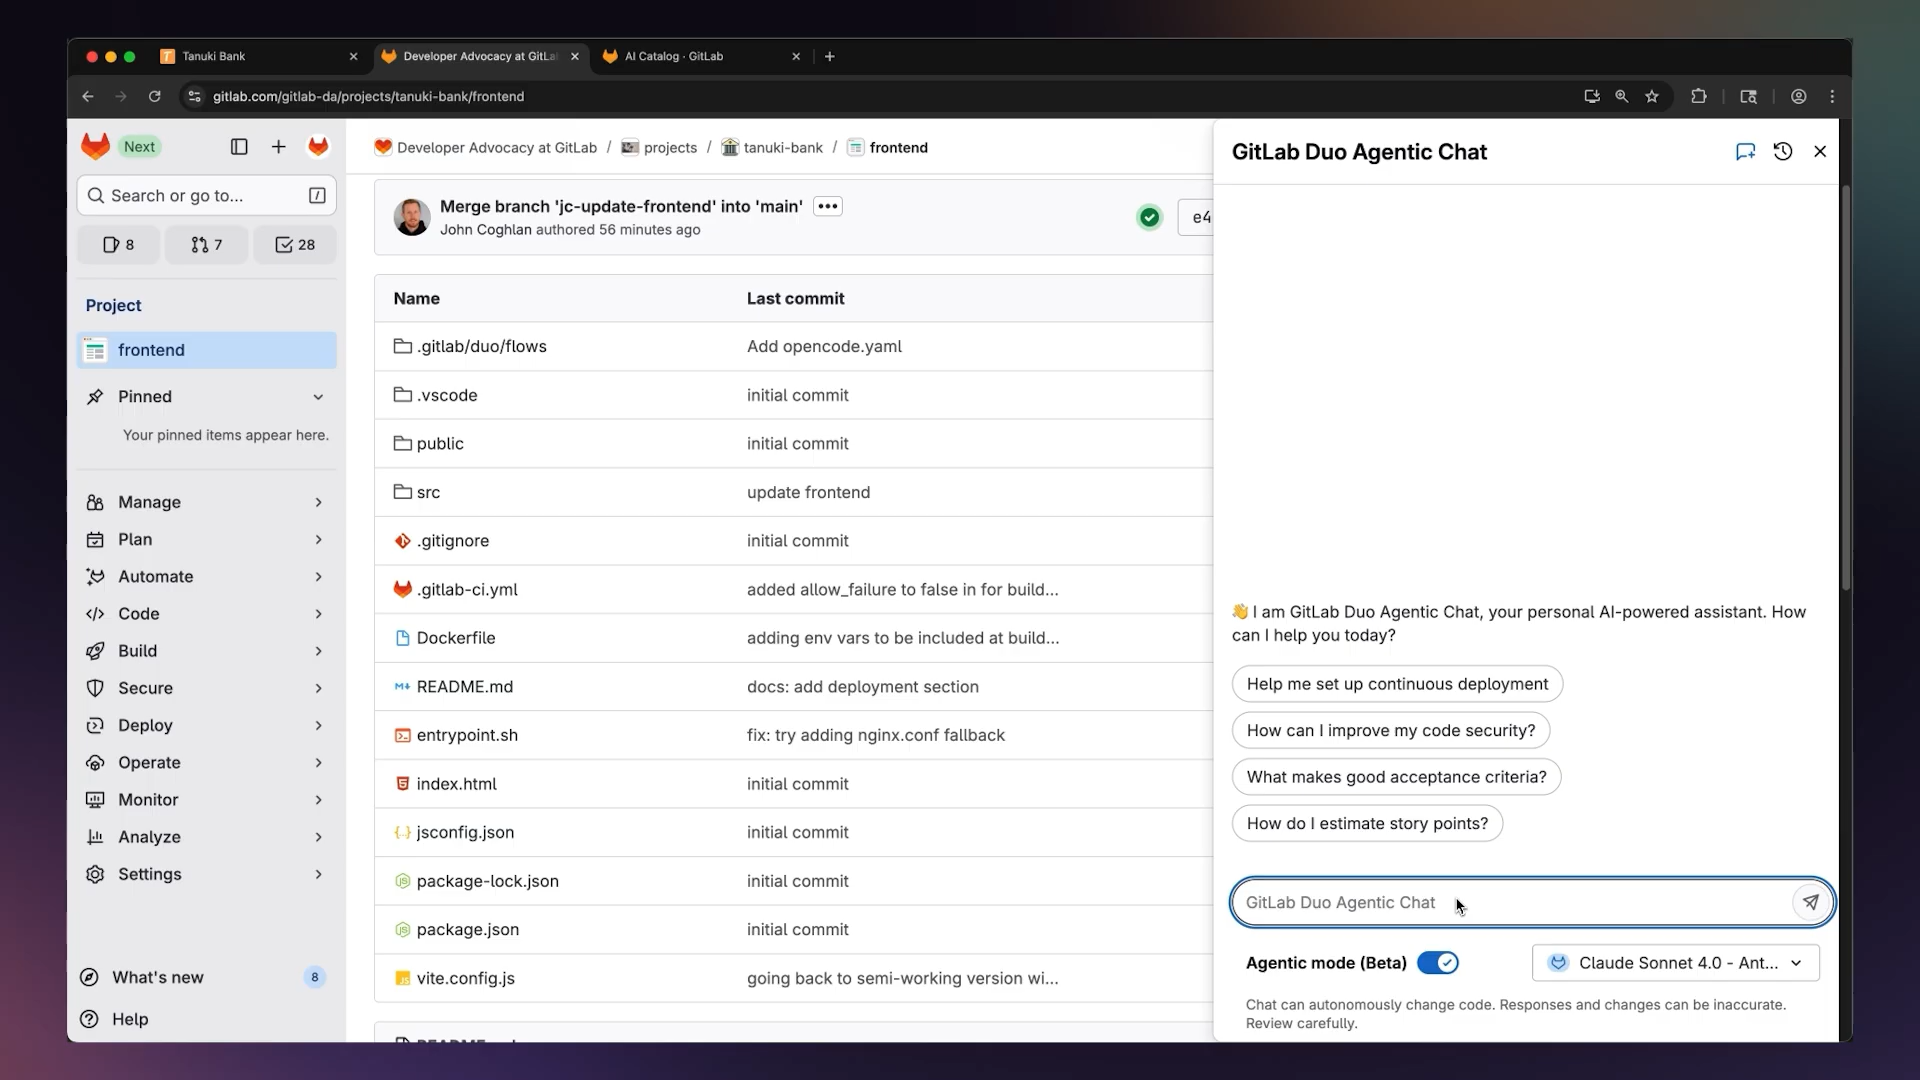 Tanuki Bank
Developer Advocacy at GitLa
AI Catalog · GitLab
gitlab.com/gitlab-da/projects/tanuki-bank/frontend
Next
Search or go to...
/
8
7
28
Project
frontend
Pinned
Your pinned items appear here.
Manage
Plan
Automate
Code
Build
Secure
Deploy
Operate
Monitor
Analyze
Settings
What's new
8
Help
Developer Advocacy at GitLab / projects / tanuki-bank / frontend
Merge branch 'jc-update-frontend' into 'main'
John Coghlan authored 56 minutes ago
e4
Name Last commit
.gitlab/duo/flows Add opencode.yaml
.vscode initial commit
public initial commit
src update frontend
.gitignore initial commit
.gitlab-ci.yml added allow_failure to false in for build...
Dockerfile adding env vars to be included at build...
README.md docs: add deployment section
entrypoint.sh fix: try adding nginx.conf fallback
index.html initial commit
jsconfig.json initial commit
package-lock.json initial commit
package.json initial commit
vite.config.js going back to semi-working version wi...
GitLab Duo Agentic Chat
👋 I am GitLab Duo Agentic Chat, your personal AI-powered assistant. How
can I help you today?
Help me set up continuous deployment
How can I improve my code security?
What makes good acceptance criteria?
How do I estimate story points?
GitLab Duo Agentic Chat
Agentic mode (Beta)
Claude Sonnet 4.0 - Ant...
Chat can autonomously change code. Responses and changes can be inaccurate.
Review carefully.